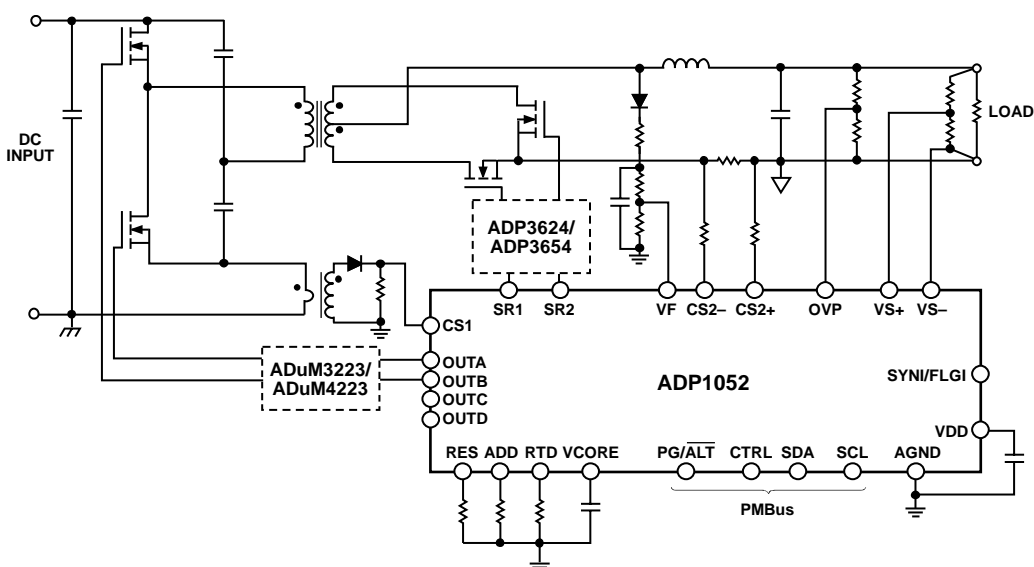 DC
INPUT
LOAD
ADP3624/
ADP3654
SR1
SR2
VF
CS2–
CS2+
OVP
VS+
VS–
CS1
OUTA
OUTB
OUTC
OUTD
ADuM3223/
ADuM4223
ADP1052
SYNI/FLGI
VDD
RES
ADD
RTD
VCORE
PG/ALT
CTRL
SDA
SCL
AGND
PMBus